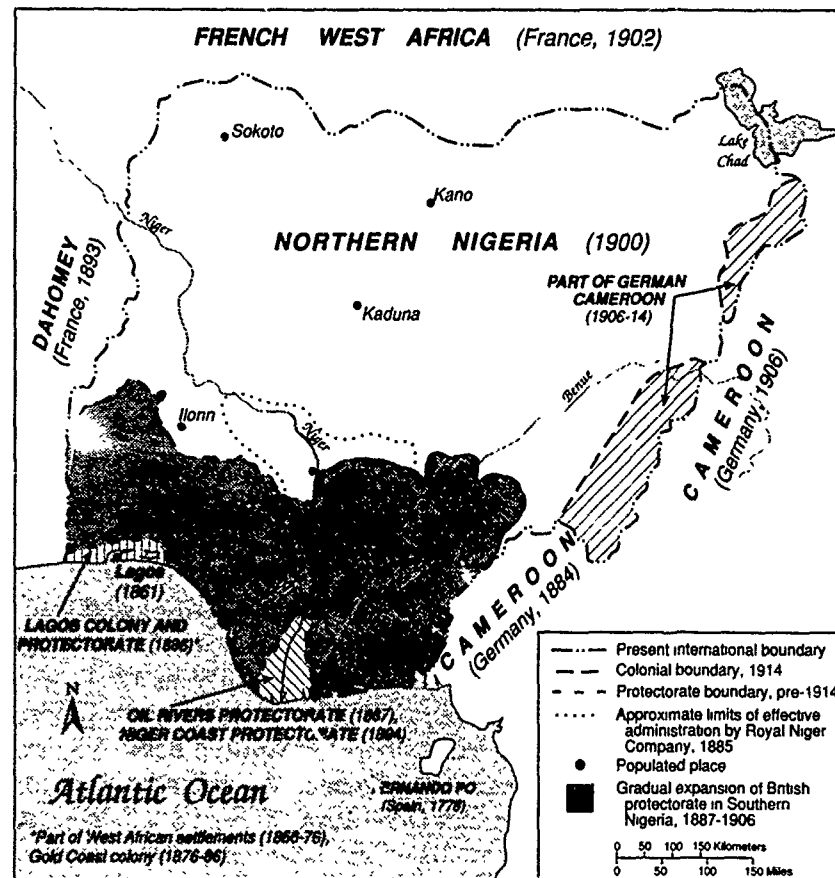 FRENCH WEST AFRICA (France, 1902)
Sokoto
Lake
Chad
Kano
Niger
NORTHERN NIGERIA (1900)
DAHOMEY
(France, 1893)
PART OF GERMAN
CAMEROON
(1906-14)
Kaduna
Benue
CAMEROON
(Germany, 1906)
Ilonn
Niger
Lagos
(1861)
LAGOS COLONY AND
PROTECTORATE (1886)*
CAMEROON
(Germany, 1884)
N
OIL RIVERS PROTECTORATE (1887),
NIGER COAST PROTECTORATE (1894)
Atlantic Ocean
FERNANDO PO
(Spain, 1778)
*Part of West African settlements (1866-76),
Gold Coast colony (1876-86)
Present international boundary
Colonial boundary, 1914
Protectorate boundary, pre-1914
Approximate limits of effective
administration by Royal Niger
Company, 1885
Populated place
Gradual expansion of British
protectorate in Southern
Nigeria, 1887-1906
0 50 100 150 Kilometers
0 50 100 150 Miles